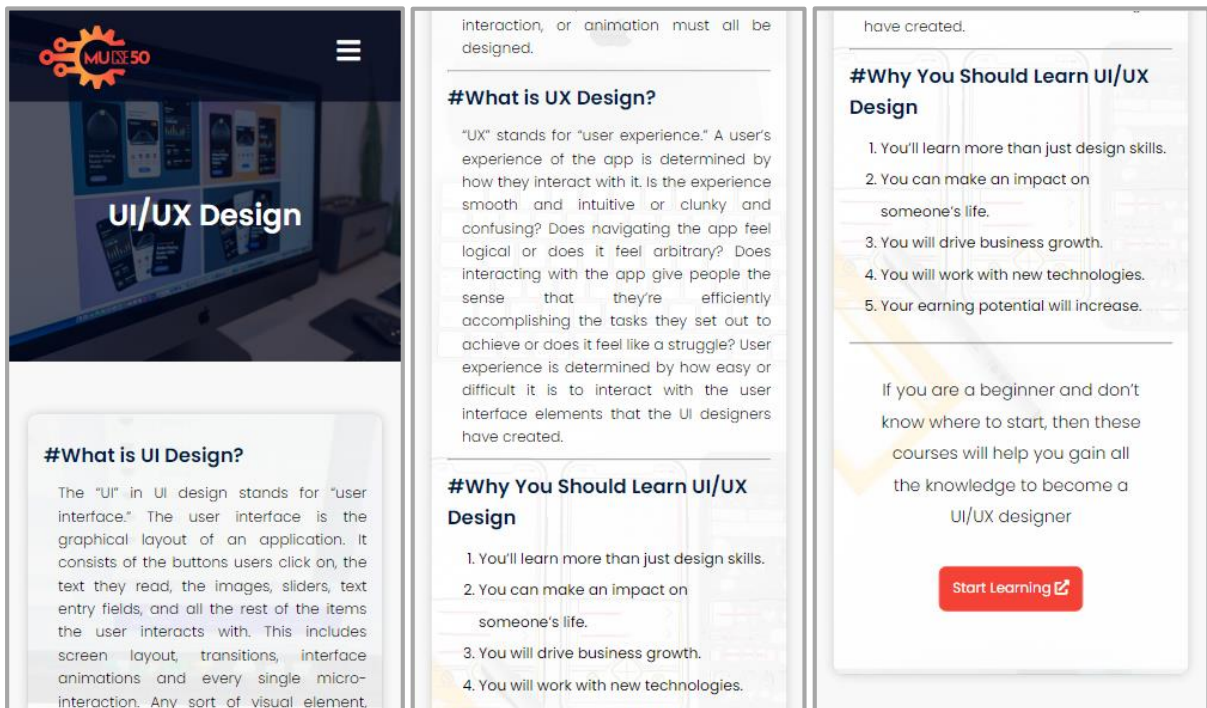 MU CSE 50
UI/UX Design
#What is UI Design?
The “UI” in UI design stands for “user
interface.” The user interface is the
graphical layout of an application. It
consists of the buttons users click on, the
text they read, the images, sliders, text
entry fields, and all the rest of the items
the user interacts with. This includes
screen layout, transitions, interface
animations and every single micro-
interaction. Any sort of visual element,
interaction, or animation must all be
designed.
#What is UX Design?
“UX” stands for “user experience.” A user’s
experience of the app is determined by
how they interact with it. Is the experience
smooth and intuitive or clunky and
confusing? Does navigating the app feel
logical or does it feel arbitrary? Does
interacting with the app give people the
sense that they’re efficiently
accomplishing the tasks they set out to
achieve or does it feel like a struggle? User
experience is determined by how easy or
difficult it is to interact with the user
interface elements that the UI designers
have created.
#Why You Should Learn UI/UX
Design
1. You’ll learn more than just design skills.
2. You can make an impact on
someone’s life.
3. You will drive business growth.
4. You will work with new technologies.
have created.
#Why You Should Learn UI/UX
Design
1. You’ll learn more than just design skills.
2. You can make an impact on
someone’s life.
3. You will drive business growth.
4. You will work with new technologies.
5. Your earning potential will increase.
If you are a beginner and don’t
know where to start, then these
courses will help you gain all
the knowledge to become a
UI/UX designer
Start Learning